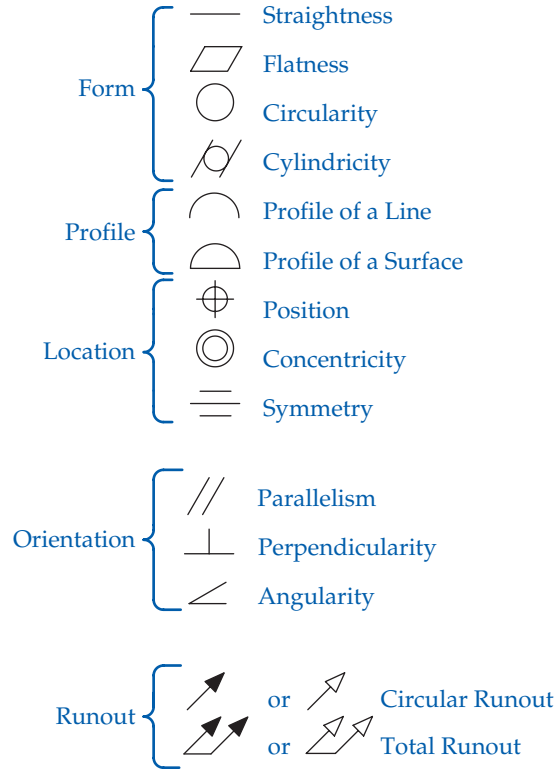 Form
Straightness
Flatness
Circularity
Cylindricity
Profile
Profile of a Line
Profile of a Surface
Location
Position
Concentricity
Symmetry
Orientation
Parallelism
Perpendicularity
Angularity
Runout
or Circular Runout
or Total Runout